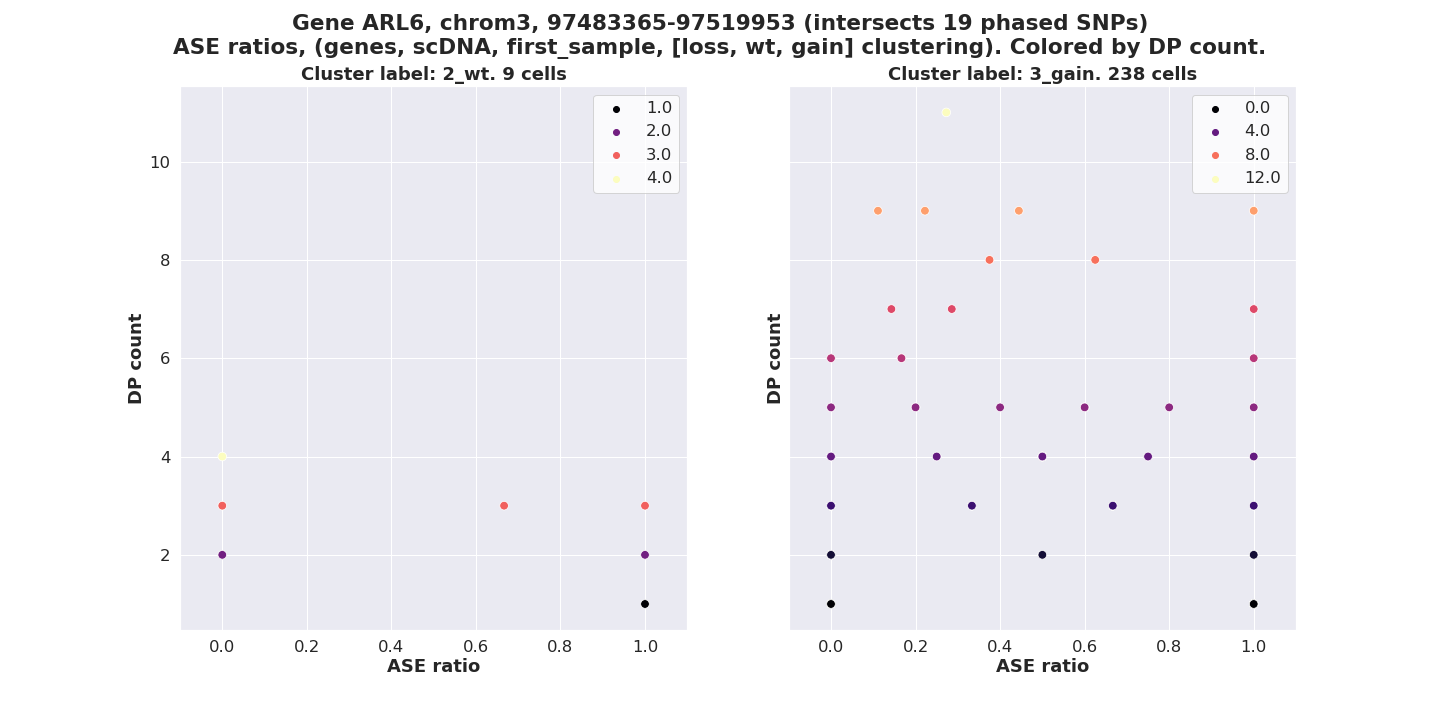 Gene ARL6, chrom3, 97483365-97519953 (intersects 19 phased SNPs)
ASE ratios, (genes, scDNA, first_sample, [loss, wt, gain] clustering). Colored by DP count.
Cluster label: 2_wt. 9 cells
1.0
2.0
3.0
4.0
10
8
6
4
2
DP count
0.0 0.2 0.4 0.6 0.8 1.0
ASE ratio
Cluster label: 3_gain. 238 cells
0.0
4.0
8.0
12.0
DP count
0.0 0.2 0.4 0.6 0.8 1.0
ASE ratio